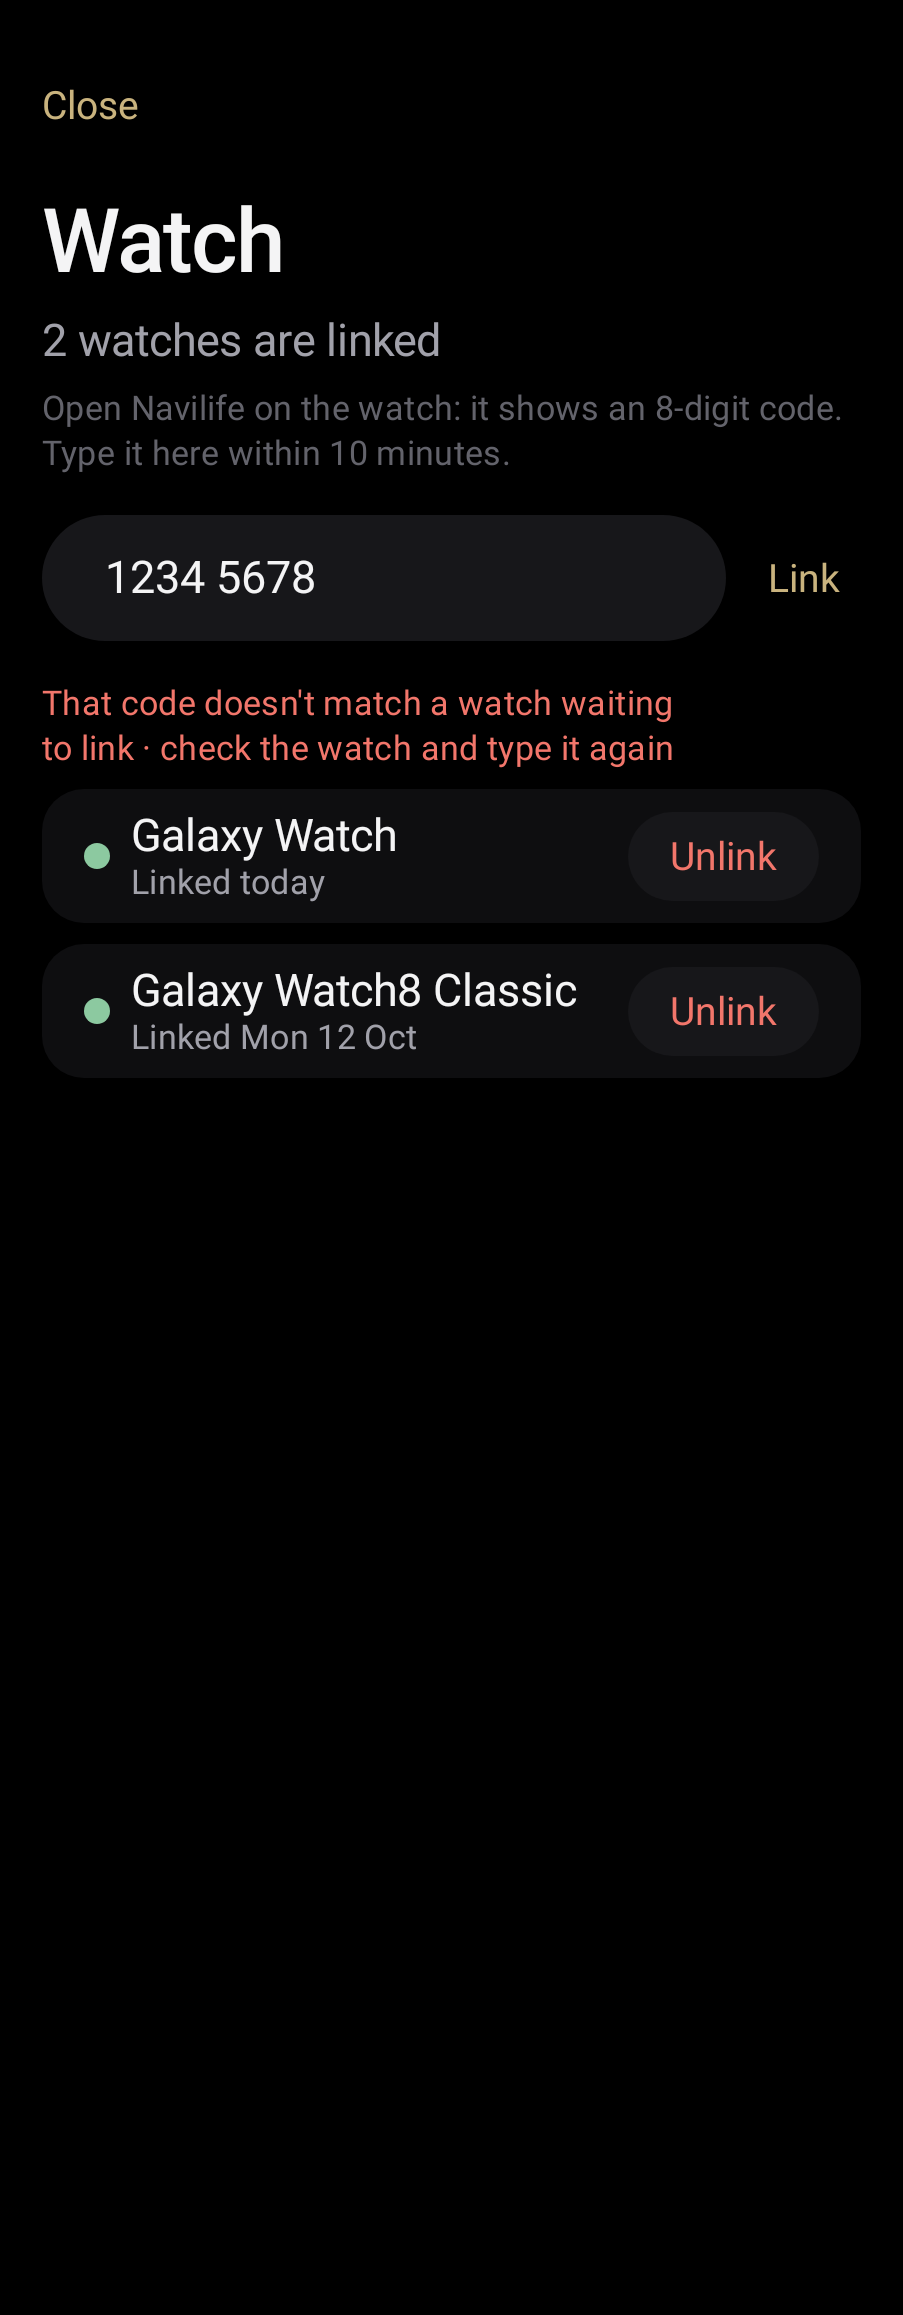 Close
Watch
2 watches are linked
Open Navilife on the watch: it shows an 8-digit code.
Type it here within 10 minutes.
1234 5678
Link
That code doesn't match a watch waiting
to link · check the watch and type it again
Galaxy Watch
Linked today
Unlink
Galaxy Watch8 Classic
Linked Mon 12 Oct
Unlink